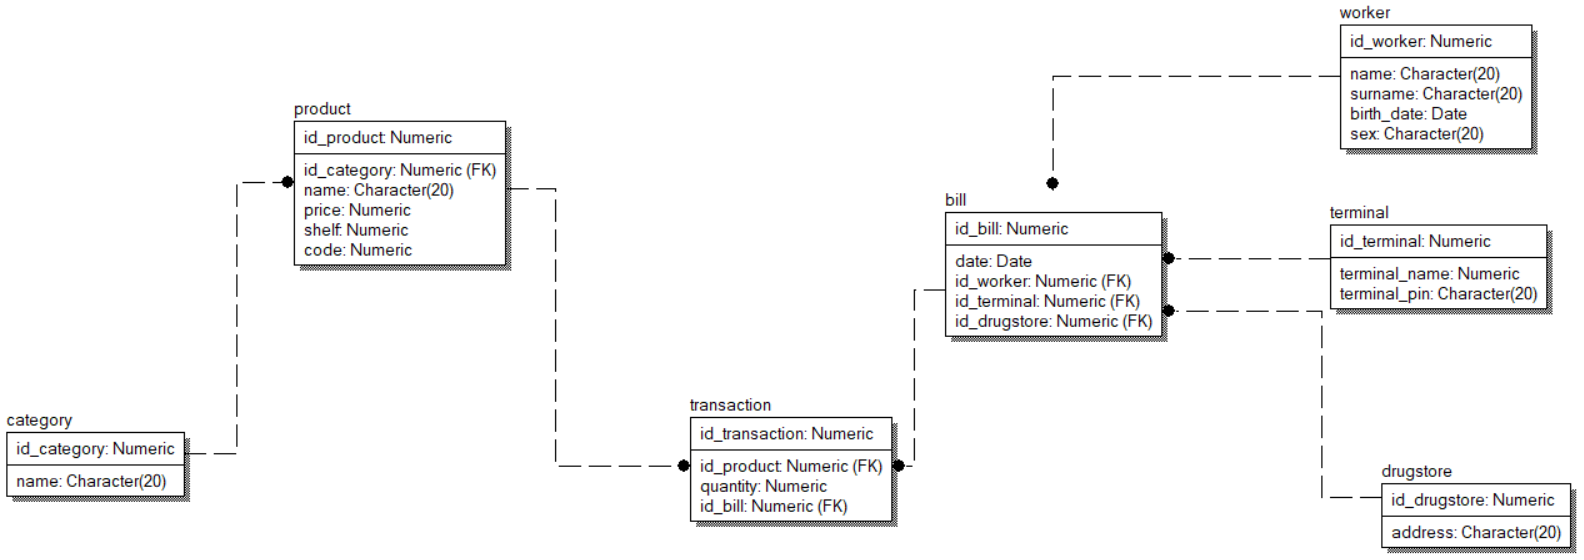 worker
id_worker: Numeric
name: Character(20)
surname: Character(20)
birth_date: Date
sex: Character(20)
product
id_product: Numeric
id_category: Numeric (FK)
name: Character(20)
price: Numeric
shelf: Numeric
code: Numeric
bill
id_bill: Numeric
date: Date
id_worker: Numeric (FK)
id_terminal: Numeric (FK)
id_drugstore: Numeric (FK)
terminal
id_terminal: Numeric
terminal_name: Numeric
terminal_pin: Character(20)
category
id_category: Numeric
name: Character(20)
transaction
id_transaction: Numeric
id_product: Numeric (FK)
quantity: Numeric
id_bill: Numeric (FK)
drugstore
id_drugstore: Numeric
address: Character(20)